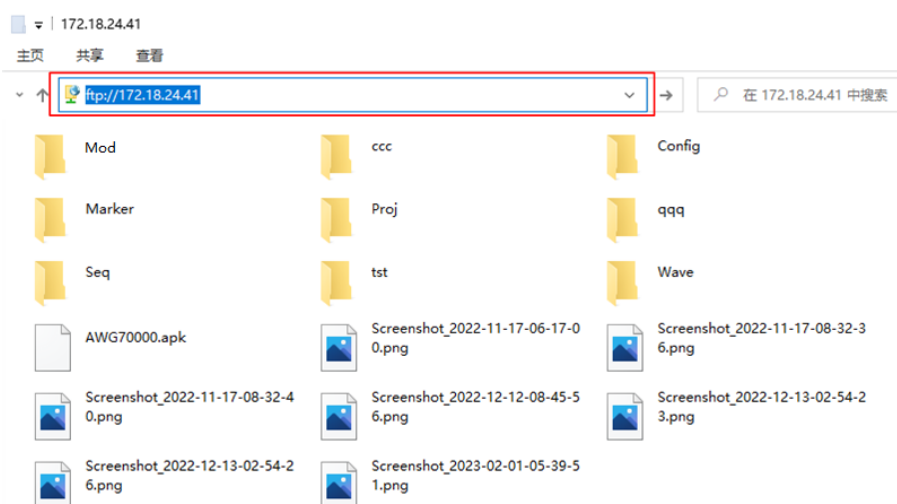 172.18.24.41
主页 共享 查看
ftp://172.18.24.41 在 172.18.24.41 中搜索
Mod ccc Config
Marker Proj qqq
Seq tst Wave
AWG70000.apk
Screenshot_2022-11-17-06-17-0
0.png
Screenshot_2022-11-17-08-32-3
6.png
Screenshot_2022-11-17-08-32-4
0.png
Screenshot_2022-12-12-08-45-5
6.png
Screenshot_2022-12-13-02-54-2
3.png
Screenshot_2022-12-13-02-54-2
6.png
Screenshot_2023-02-01-05-39-5
1.png